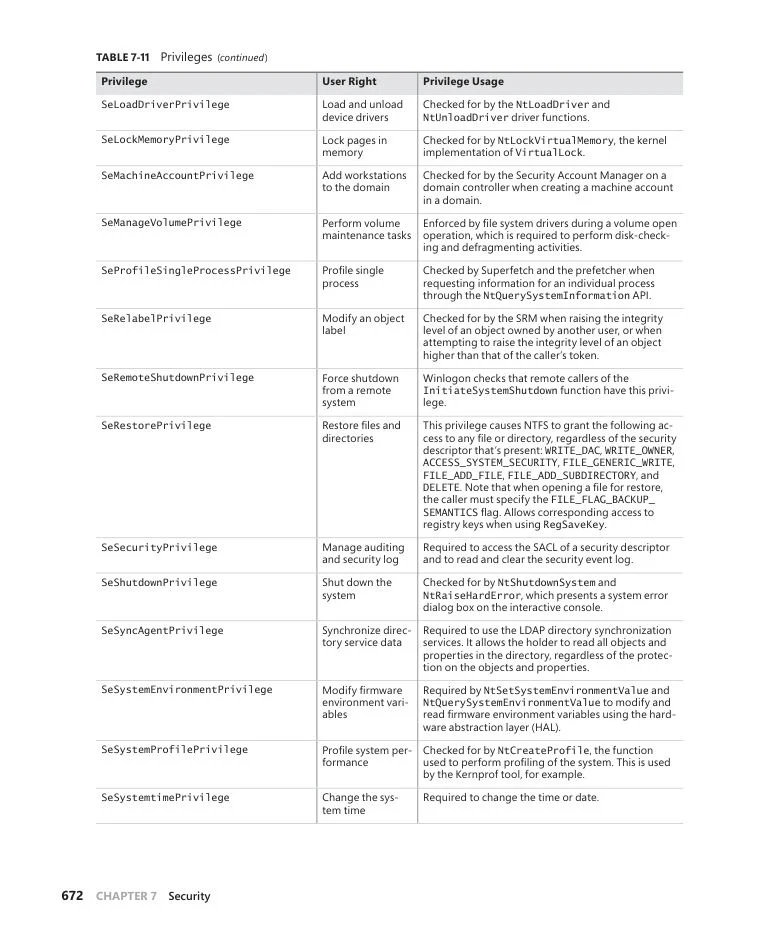 TABLE 7-11 Privileges (continued)
Privilege User Right Privilege Usage
SeLoadDriverPrivilege Load and unload Checked for by the NtLoadDriver and
device drivers NtUnloadDriver driver functions.
SeLockMemoryPrivilege Lock pages in Checked for by NtLockVirtualMemory, the kernel
memory implementation of VirtualLock.
SeMachineAccountPrivilege Add workstations Checked for by the Security Account Manager on a
to the domain domain controller when creating a machine account
in a domain.
SeManageVolumePrivilege Perform volume Enforced by file system drivers during a volume open
maintenance tasks operation, which is required to perform disk-check-
ing and defragmenting activities.
SeProfileSingleProcessPrivilege Profile single Checked by Superfetch and the prefetcher when
process requesting information for an individual process
through the NtQuerySystemInformation API.
SeRelabelPrivilege Modify an object Checked for by the SRM when raising the integrity
label level of an object owned by another user, or when
attempting to raise the integrity level of an object
higher than that of the caller's token.
SeRemoteShutdownPrivilege Force shutdown Winlogon checks that remote callers of the
from a remote InitiateSystemShutdown function have this privi-
system lege.
SeRestorePrivilege Restore files and This privilege causes NTFS to grant the following ac-
directories cess to any file or directory, regardless of the security
descriptor that's present: WRITE_DAC, WRITE_OWNER,
ACCESS_SYSTEM_SECURITY, FILE_GENERIC_WRITE,
FILE_ADD_FILE, FILE_ADD_SUBDIRECTORY, and
DELETE. Note that when opening a file for restore,
the caller must specify the FILE_FLAG_BACKUP_
SEMANTICS flag. Allows corresponding access to
registry keys when using RegSaveKey.
SeSecurityPrivilege Manage auditing Required to access the SACL of a security descriptor
and security log and to read and clear the security event log.
SeShutdownPrivilege Shut down the Checked for by NtShutdownSystem and
system NtRaiseHardError, which presents a system error
dialog box on the interactive console.
SeSyncAgentPrivilege Synchronize direc- Required to use the LDAP directory synchronization
tory service data services. It allows the holder to read all objects and
properties in the directory, regardless of the protec-
tion on the objects and properties.
SeSystemEnvironmentPrivilege Modify firmware Required by NtSetSystemEnvironmentValue and
environment vari- NtQuerySystemEnvironmentValue to modify and
ables read firmware environment variables using the hard-
ware abstraction layer (HAL).
SeSystemProfilePrivilege Profile system per- Checked for by NtCreateProfile, the function
formance used to perform profiling of the system. This is used
by the Kernprof tool, for example.
SeSystemtimePrivilege Change the sys- Required to change the time or date.
tem time
672 CHAPTER 7 Security